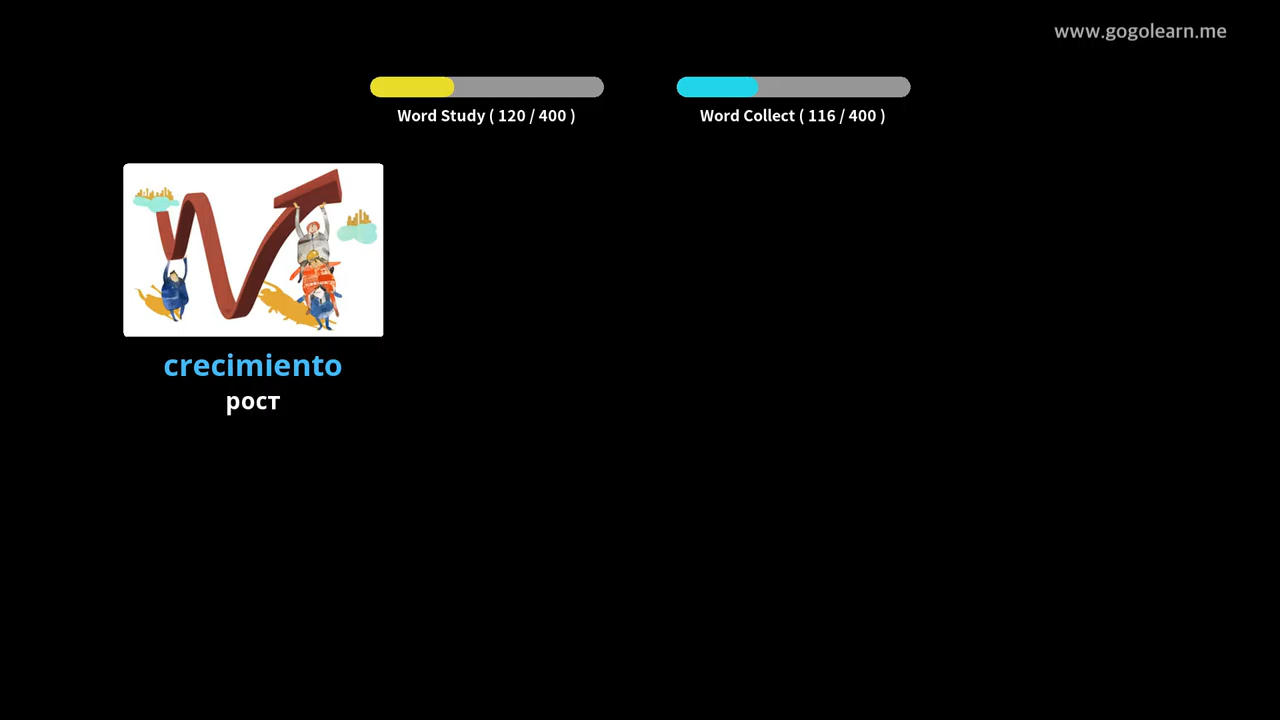 www.gogolearn.me
Word Study ( 120 / 400 )
Word Collect ( 116 / 400 )
crecimiento
рост